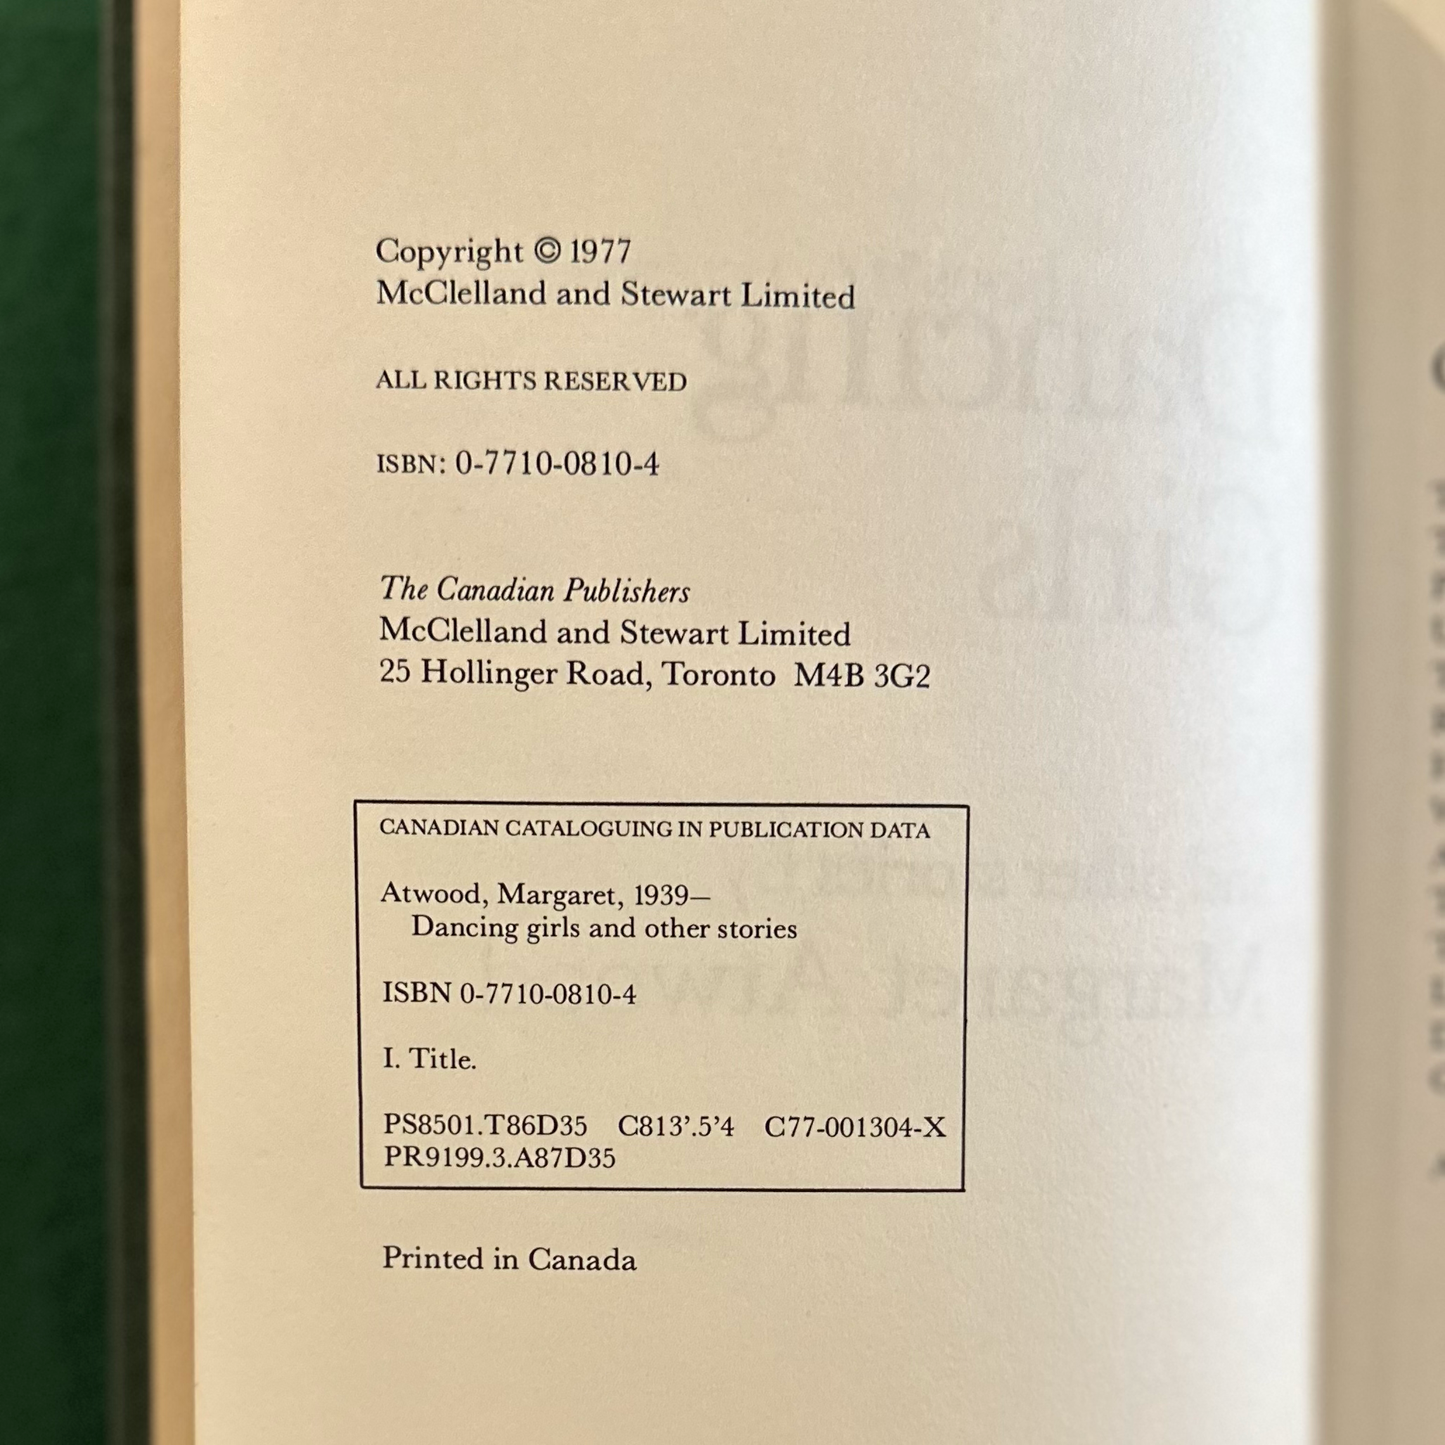 Copyright © 1977
McClelland and Stewart Limited
ALL RIGHTS RESERVED
ISBN: 0-7710-0810-4
The Canadian Publishers
McClelland and Stewart Limited
25 Hollinger Road, Toronto M4B 3G2
CANADIAN CATALOGUING IN PUBLICATION DATA
Atwood, Margaret, 1939–
Dancing girls and other stories
ISBN 0-7710-0810-4
I. Title.
PS8501.T86D35 C813'.5'4 C77-001304-X
PR9199.3.A87D35
Printed in Canada